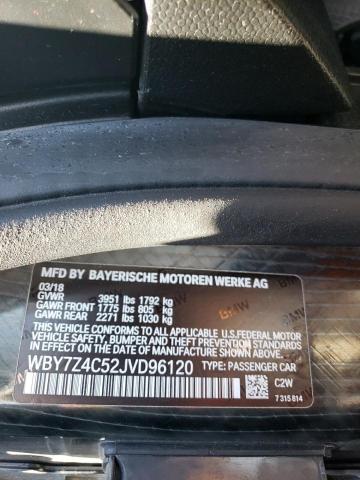 MFD BY BAYERISCHE MOTOREN WERKE AG
03/18
GVWR 3951 lbs 1792 kg
GAWR FRONT 1775 lbs 805 kg
GAWR REAR 2271 lbs 1030 kg
THIS VEHICLE CONFORMS TO ALL APPLICABLE U.S.FEDERAL MOTOR
VEHICLE SAFETY, BUMPER, AND THEFT PREVENTION STANDARDS
IN EFFECT ON THE DATE OF MANUFACTURE SHOWN ABOVE.
WBY7Z4C52JVD96120 TYPE: PASSENGER CAR
C2W
7 315 814
BMW
BMW